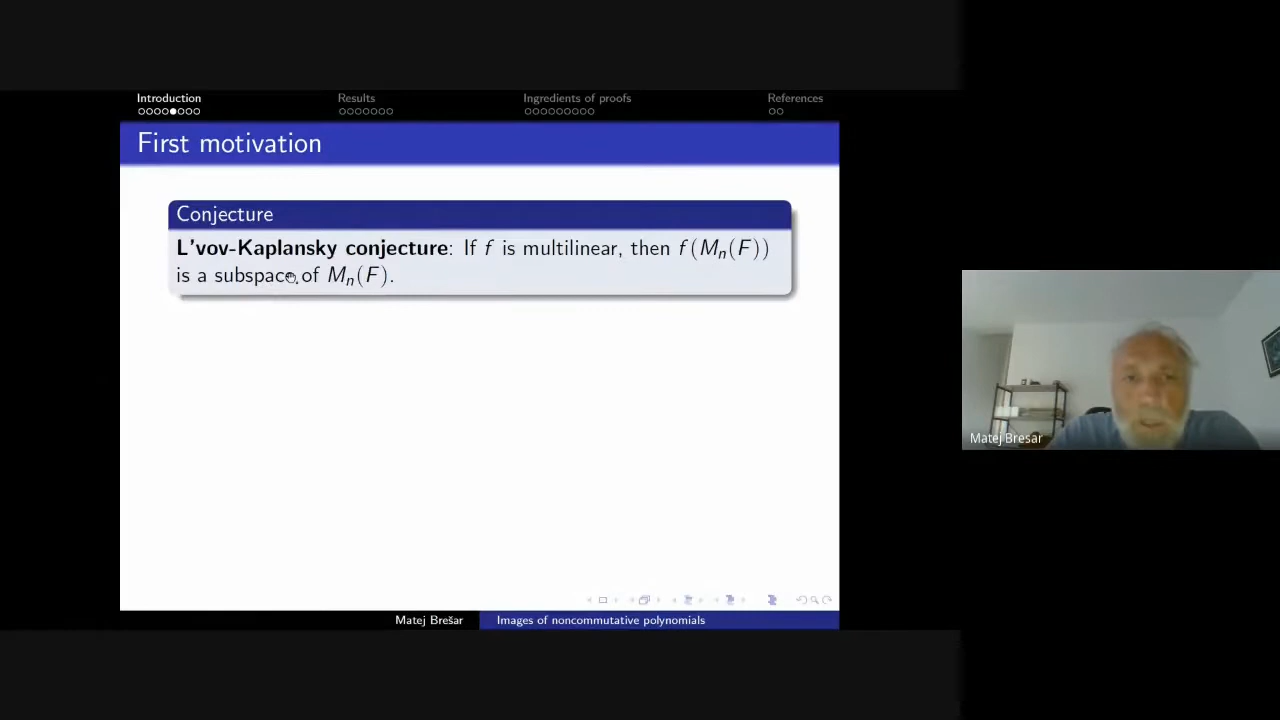 Introduction Results Ingredients of proofs References
First motivation
Conjecture
L'vov-Kaplansky conjecture: If f is multilinear, then f(Mₙ(F))
is a subspace of Mₙ(F).
Matej Bresar
Matej Brešar Images of noncommutative polynomials